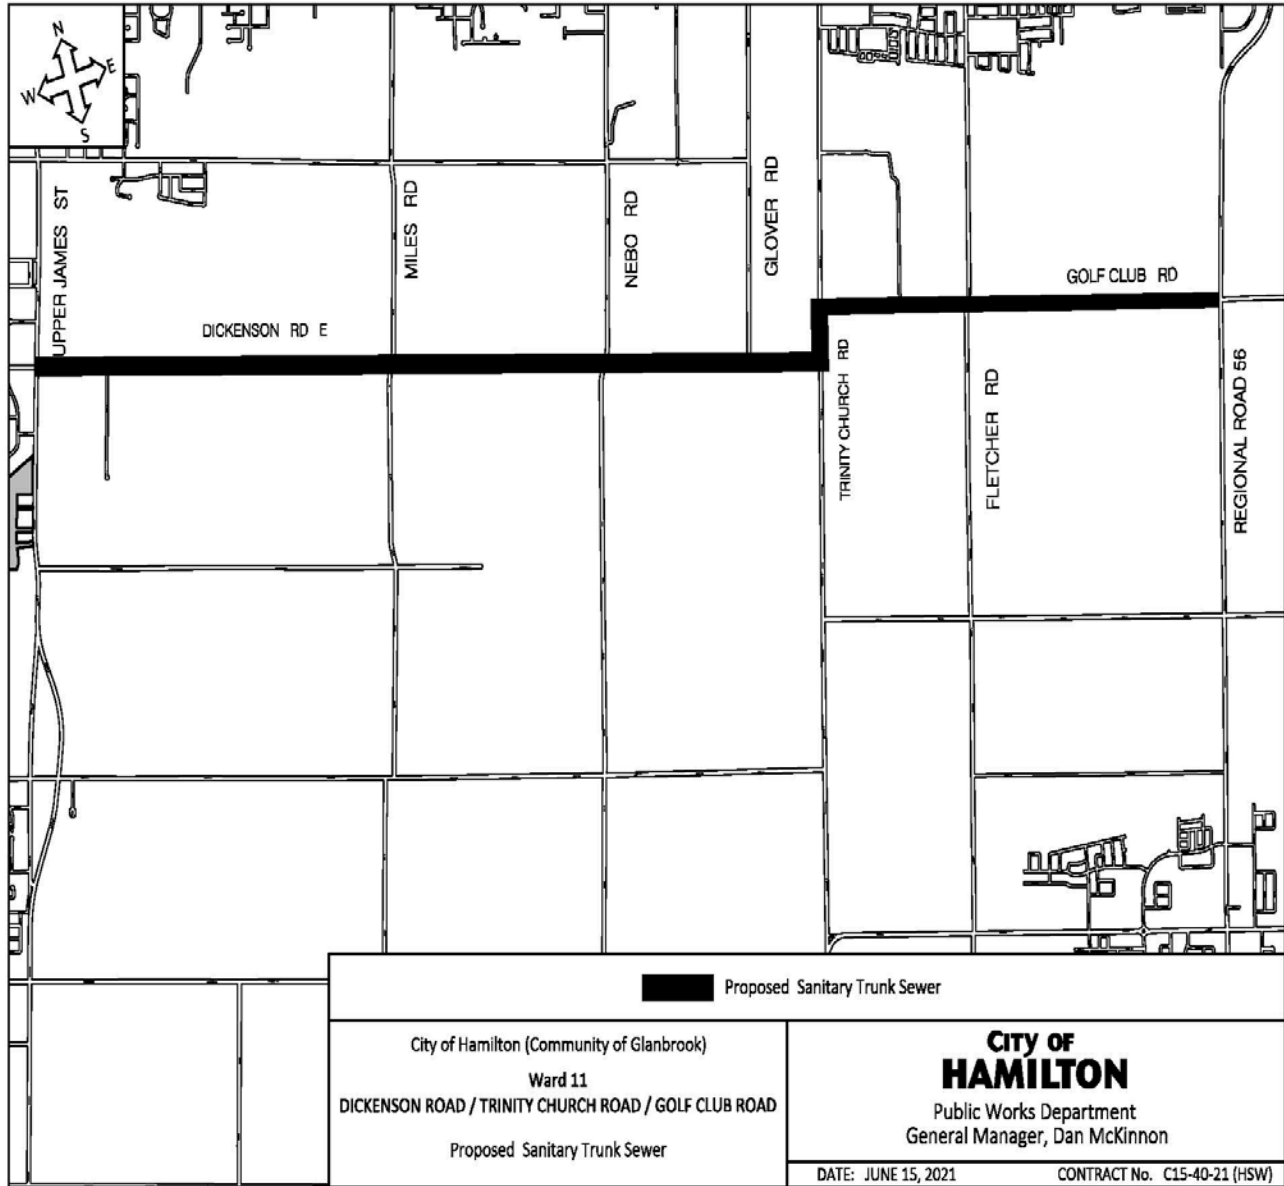 N
E
W
S
UPPER JAMES ST
MILES RD
NEBO RD
GLOVER RD
GOLF CLUB RD
DICKENSON RD E
TRINITY CHURCH RD
FLETCHER RD
REGIONAL ROAD 56
Proposed Sanitary Trunk Sewer
City of Hamilton (Community of Glanbrook)
Ward 11
DICKENSON ROAD / TRINITY CHURCH ROAD / GOLF CLUB ROAD
Proposed Sanitary Trunk Sewer
CITY OF
HAMILTON
Public Works Department
General Manager, Dan McKinnon
DATE: JUNE 15, 2021 CONTRACT No. C15-40-21 (HSW)